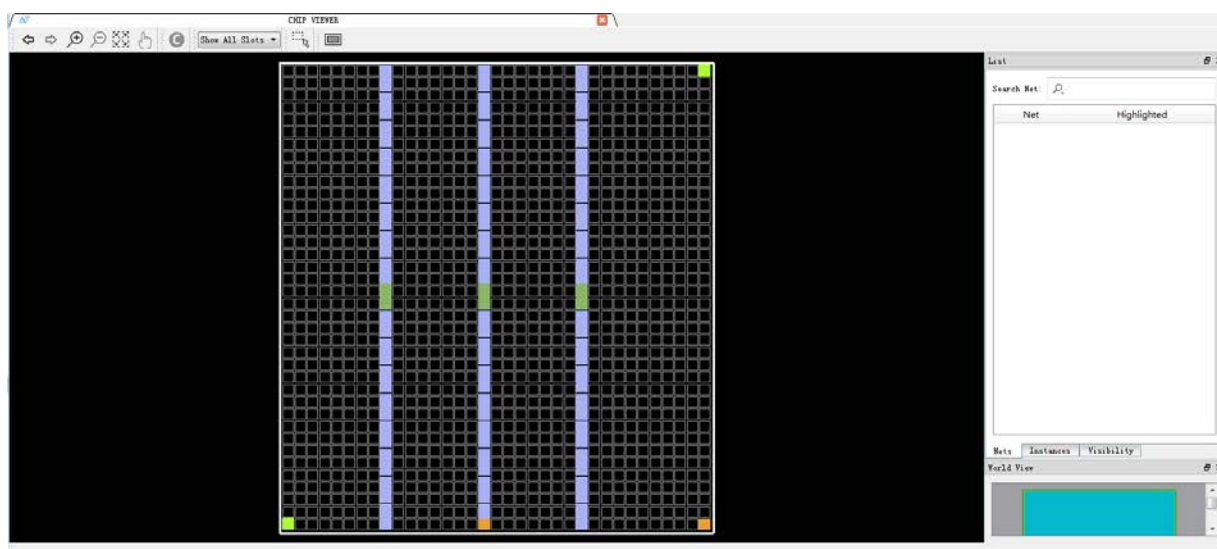 CHIP VIEWER
Show All Slots
List
Search Net:
Net Highlighted
Nets Instances Visibility
World View